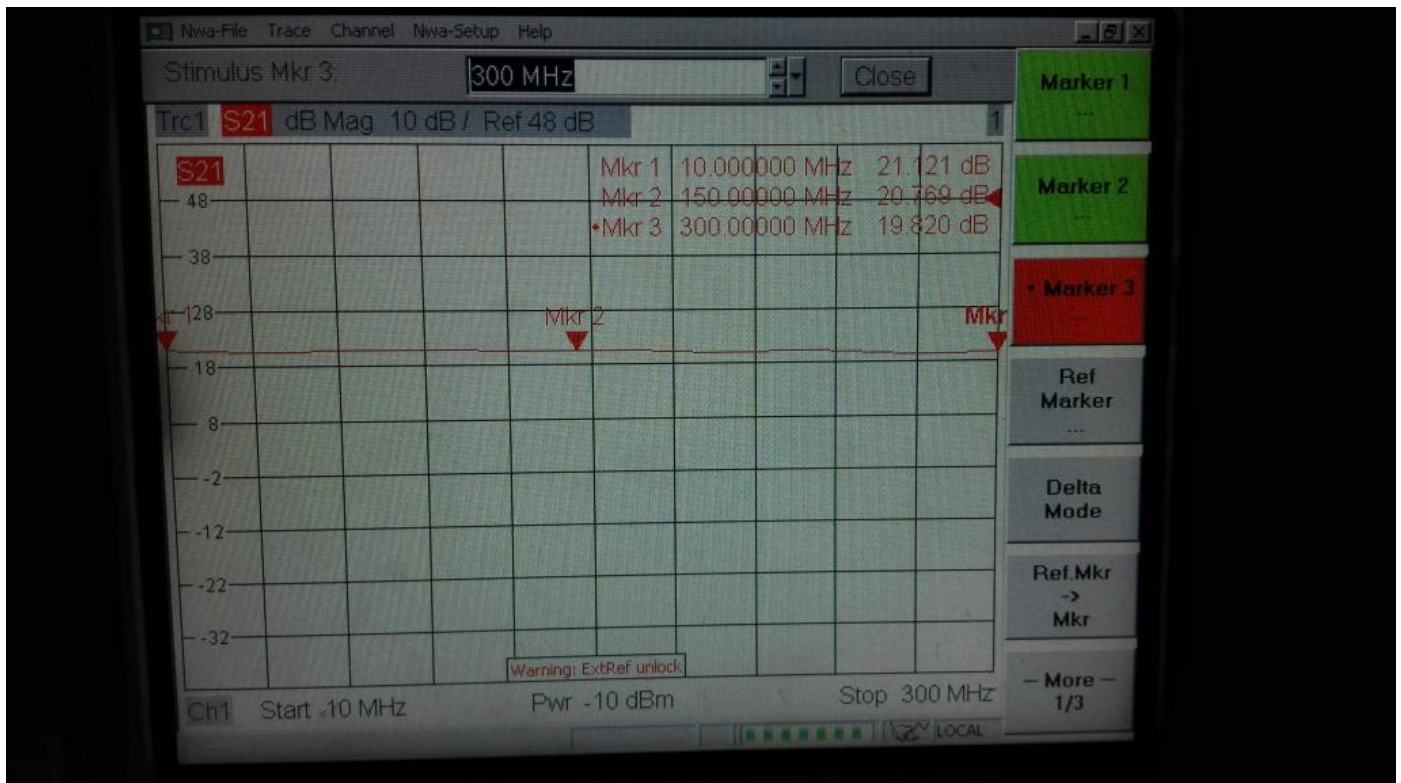 Nwa-File Trace Channel Nwa-Setup Help
Stimulus Mkr 3: 300 MHz Close
Trc1 S21 dB Mag 10 dB / Ref 48 dB 1
S21
Mkr 1 10.000000 MHz 21.121 dB
Mkr 2 150.00000 MHz 20.769 dB
•Mkr 3 300.00000 MHz 19.820 dB
48
38
28
18
8
-2
-12
-22
-32
Mkr 2
Mkr
Warning: ExtRef unlock
Ch1 Start 10 MHz Pwr -10 dBm Stop 300 MHz
LOCAL
Marker 1
...
Marker 2
...
• Marker 3
...
Ref
Marker
...
Delta
Mode
Ref.Mkr
->
Mkr
— More —
1/3